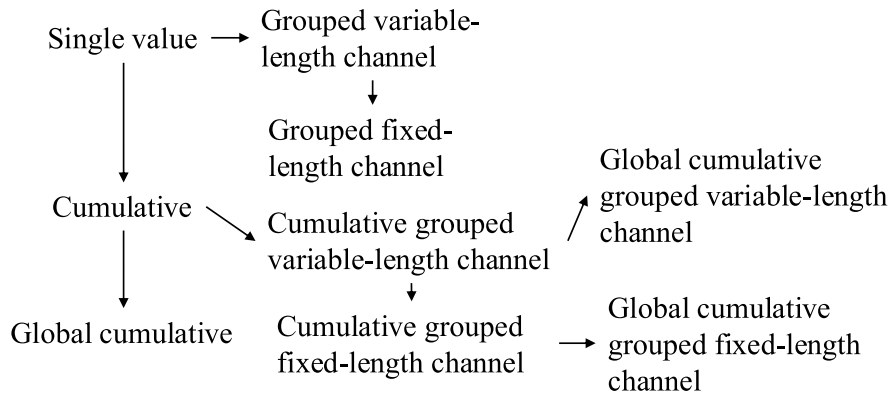 Single value
Grouped variable-
length channel
Grouped fixed-
length channel
Cumulative
Cumulative grouped
variable-length channel
Global cumulative
grouped variable-length
channel
Global cumulative
Cumulative grouped
fixed-length channel
Global cumulative
grouped fixed-length
channel